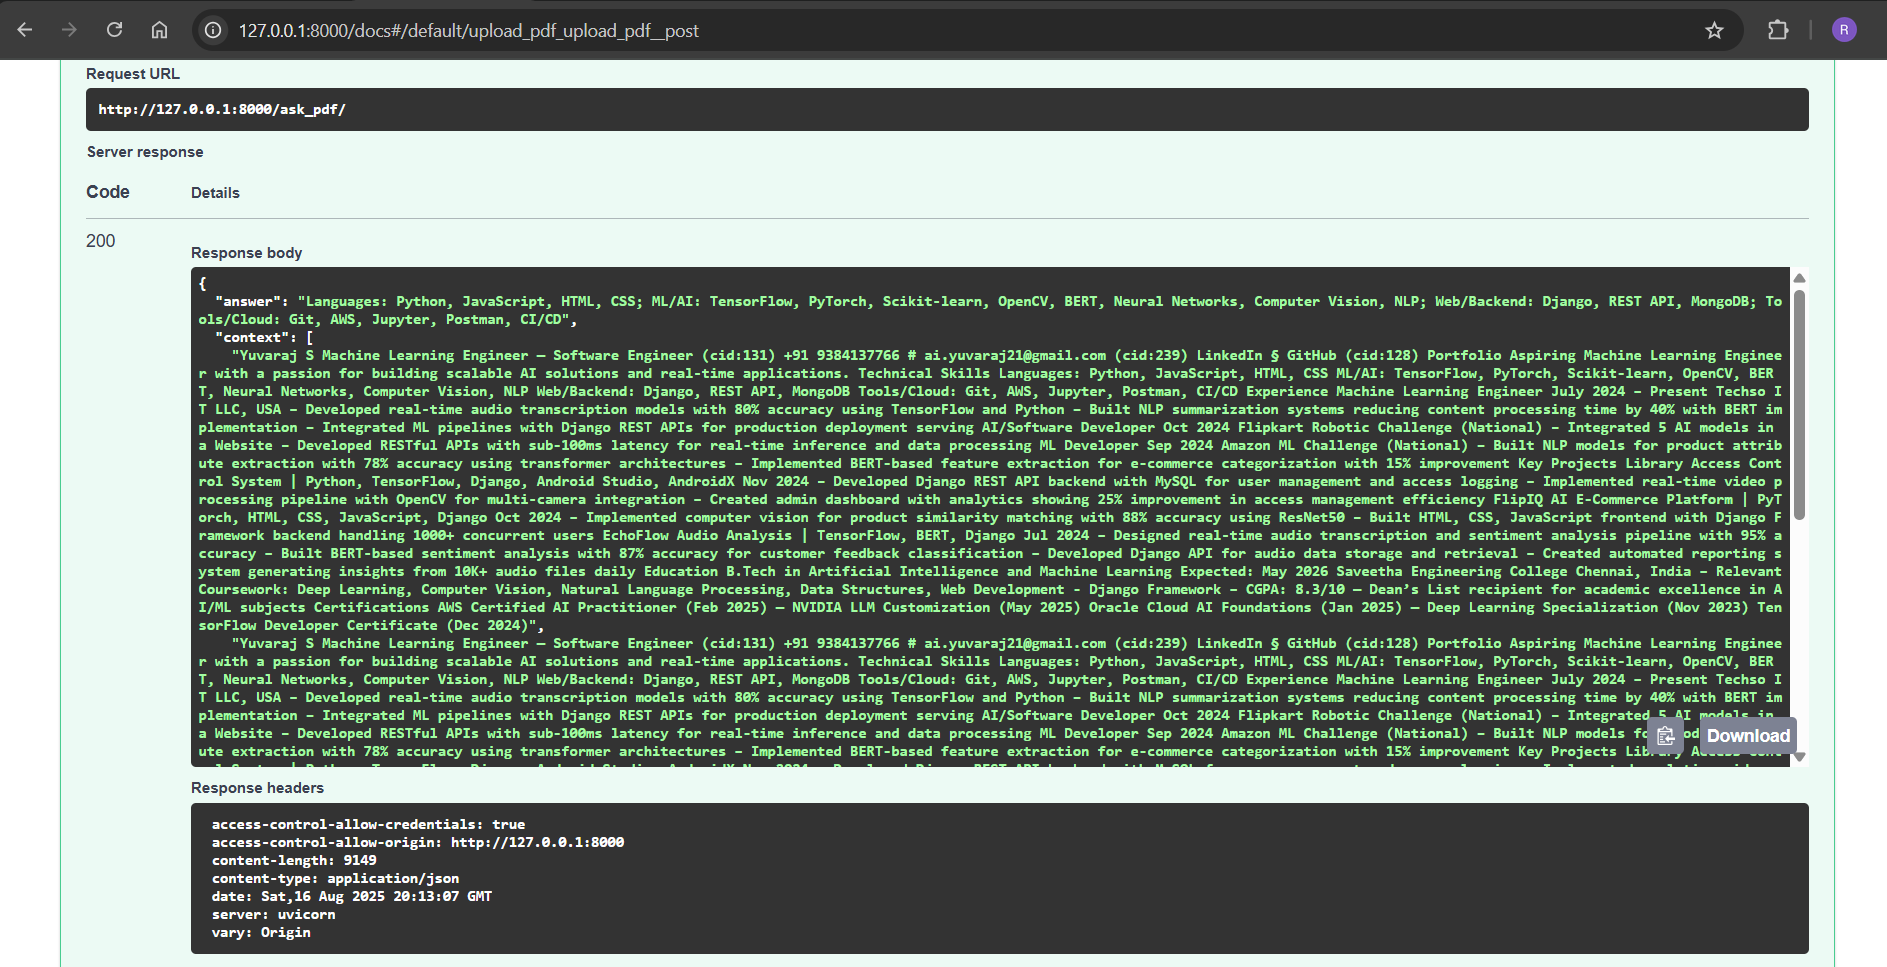 127.0.0.1:8000/docs#/default/upload_pdf_upload_pdf__post
R
Request URL
http://127.0.0.1:8000/ask_pdf/
Server response
Code Details
200
Response body
{
"answer": "Languages: Python, JavaScript, HTML, CSS; ML/AI: TensorFlow, PyTorch, Scikit-learn, OpenCV, BERT, Neural Networks, Computer Vision, NLP; Web/Backend: Django, REST API, MongoDB; To
ols/Cloud: Git, AWS, Jupyter, Postman, CI/CD",
"context": [
"Yuvaraj S Machine Learning Engineer – Software Engineer (cid:131) +91 9384137766 # ai.yuvaraj21@gmail.com (cid:239) LinkedIn § GitHub (cid:128) Portfolio Aspiring Machine Learning Enginee
r with a passion for building scalable AI solutions and real-time applications. Technical Skills Languages: Python, JavaScript, HTML, CSS ML/AI: TensorFlow, PyTorch, Scikit-learn, OpenCV, BER
T, Neural Networks, Computer Vision, NLP Web/Backend: Django, REST API, MongoDB Tools/Cloud: Git, AWS, Jupyter, Postman, CI/CD Experience Machine Learning Engineer July 2024 – Present Techso I
T LLC, USA – Developed real-time audio transcription models with 80% accuracy using TensorFlow and Python – Built NLP summarization systems reducing content processing time by 40% with BERT im
plementation – Integrated ML pipelines with Django REST APIs for production deployment serving AI/Software Developer Oct 2024 Flipkart Robotic Challenge (National) – Integrated 5 AI models in
a Website – Developed RESTful APIs with sub-100ms latency for real-time inference and data processing ML Developer Sep 2024 Amazon ML Challenge (National) – Built NLP models for product attrib
ute extraction with 78% accuracy using transformer architectures – Implemented BERT-based feature extraction for e-commerce categorization with 15% improvement Key Projects Library Access Cont
rol System | Python, TensorFlow, Django, Android Studio, AndroidX Nov 2024 – Developed Django REST API backend with MySQL for user management and access logging – Implemented real-time video p
rocessing pipeline with OpenCV for multi-camera integration – Created admin dashboard with analytics showing 25% improvement in access management efficiency FlipIQ AI E-Commerce Platform | PyT
orch, HTML, CSS, JavaScript, Django Oct 2024 – Implemented computer vision for product similarity matching with 88% accuracy using ResNet50 – Built HTML, CSS, JavaScript frontend with Django F
ramework backend handling 1000+ concurrent users EchoFlow Audio Analysis | TensorFlow, BERT, Django Jul 2024 – Designed real-time audio transcription and sentiment analysis pipeline with 95% a
ccuracy – Built BERT-based sentiment analysis with 87% accuracy for customer feedback classification – Developed Django API for audio data storage and retrieval – Created automated reporting s
ystem generating insights from 10K+ audio files daily Education B.Tech in Artificial Intelligence and Machine Learning Expected: May 2026 Saveetha Engineering College Chennai, India – Relevant
Coursework: Deep Learning, Computer Vision, Natural Language Processing, Data Structures, Web Development - Django Framework – CGPA: 8.3/10 — Dean’s List recipient for academic excellence in A
I/ML subjects Certifications AWS Certified AI Practitioner (Feb 2025) — NVIDIA LLM Customization (May 2025) Oracle Cloud AI Foundations (Jan 2025) — Deep Learning Specialization (Nov 2023) Ten
sorFlow Developer Certificate (Dec 2024)",
"Yuvaraj S Machine Learning Engineer – Software Engineer (cid:131) +91 9384137766 # ai.yuvaraj21@gmail.com (cid:239) LinkedIn § GitHub (cid:128) Portfolio Aspiring Machine Learning Enginee
r with a passion for building scalable AI solutions and real-time applications. Technical Skills Languages: Python, JavaScript, HTML, CSS ML/AI: TensorFlow, PyTorch, Scikit-learn, OpenCV, BER
T, Neural Networks, Computer Vision, NLP Web/Backend: Django, REST API, MongoDB Tools/Cloud: Git, AWS, Jupyter, Postman, CI/CD Experience Machine Learning Engineer July 2024 – Present Techso I
T LLC, USA – Developed real-time audio transcription models with 80% accuracy using TensorFlow and Python – Built NLP summarization systems reducing content processing time by 40% with BERT im
plementation – Integrated ML pipelines with Django REST APIs for production deployment serving AI/Software Developer Oct 2024 Flipkart Robotic Challenge (National) – Integrated 5 AI models in
a Website – Developed RESTful APIs with sub-100ms latency for real-time inference and data processing ML Developer Sep 2024 Amazon ML Challenge (National) – Built NLP models
ute extraction with 78% accuracy using transformer architectures – Implemented BERT-based feature extraction for e-commerce categorization with 15% improvement Key Projects
Download
Response headers
access-control-allow-credentials: true
access-control-allow-origin: http://127.0.0.1:8000
content-length: 9149
content-type: application/json
date: Sat,16 Aug 2025 20:13:07 GMT
server: uvicorn
vary: Origin